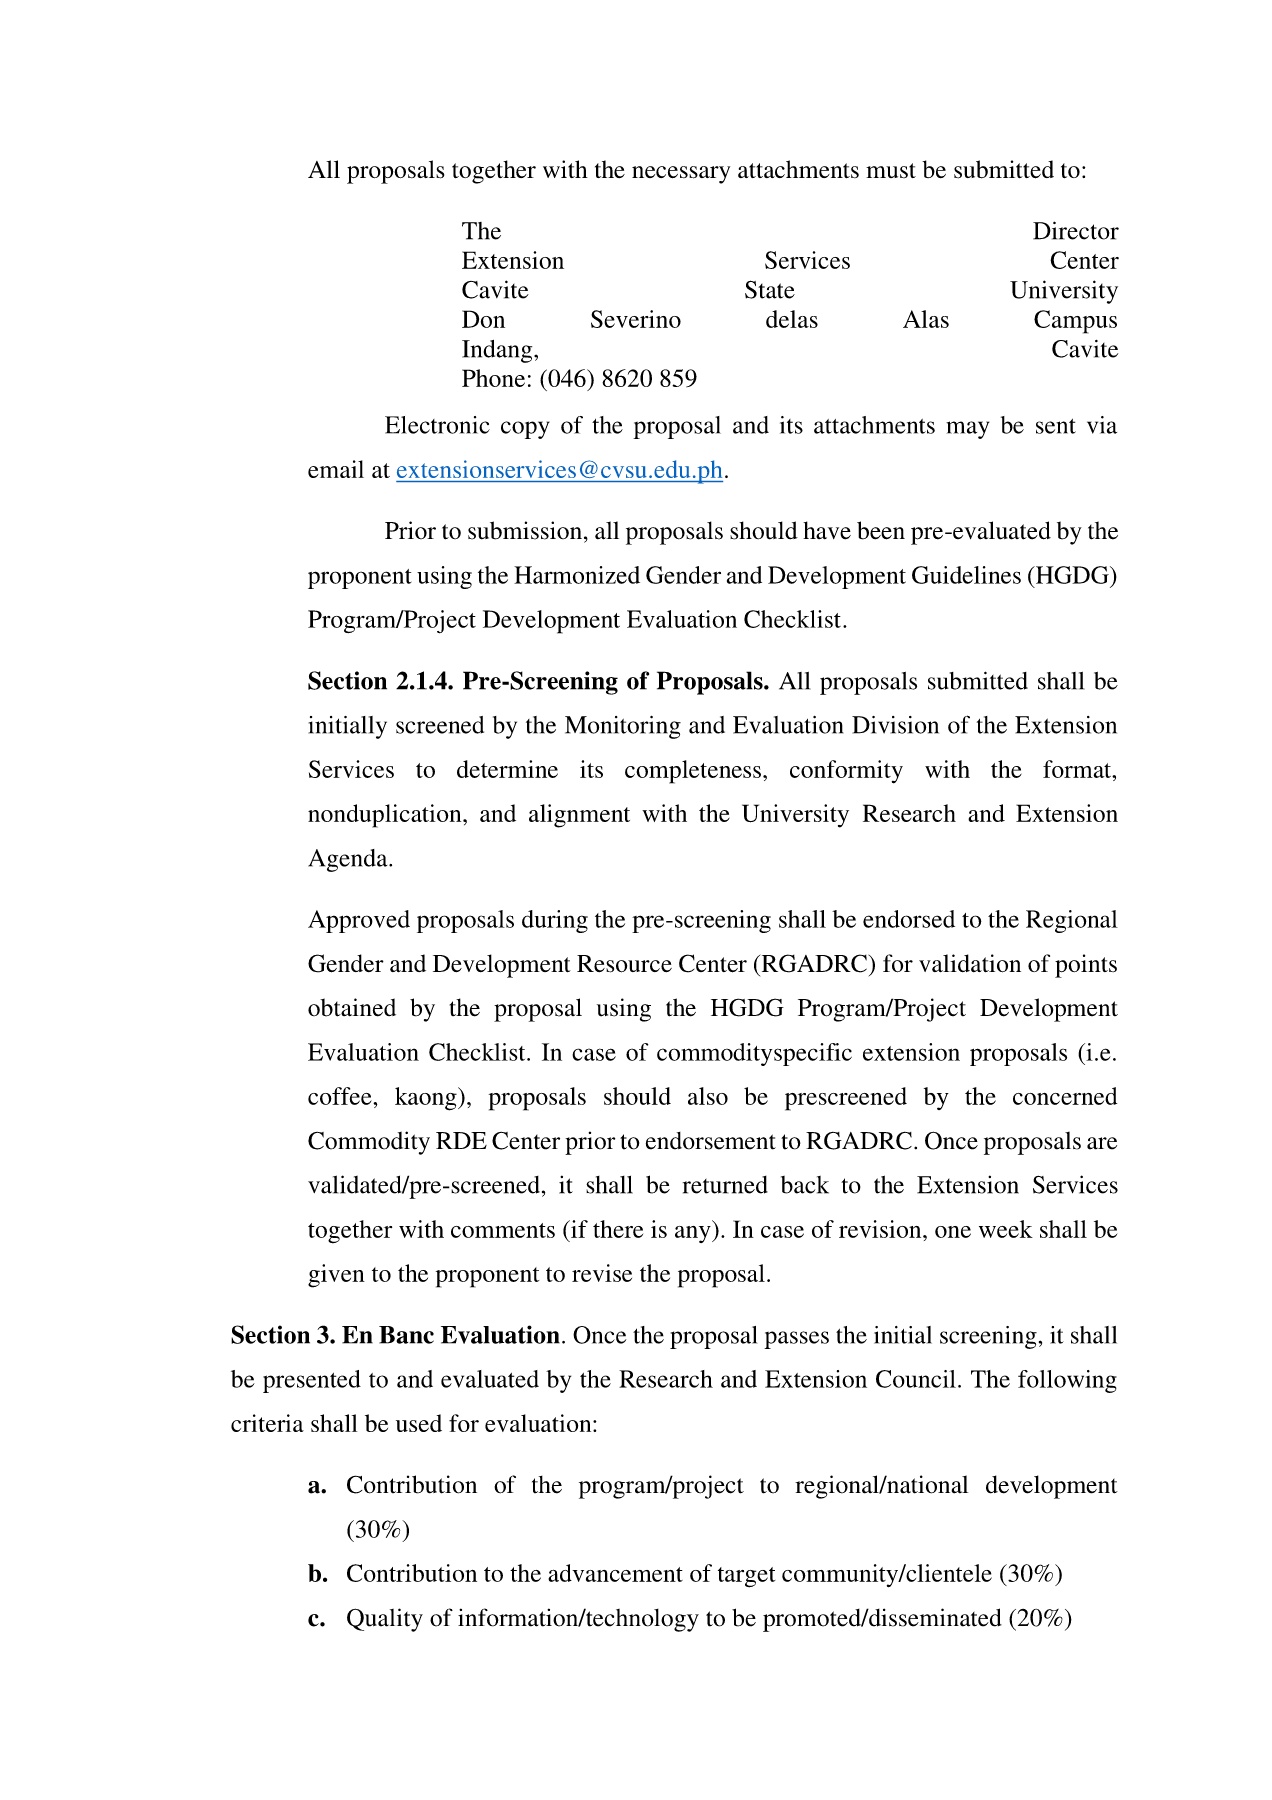 All proposals together with the necessary attachments must be submitted to:
The Director
Extension Services Center
Cavite State University
Don Severino delas Alas Campus
Indang, Cavite
Phone: (046) 8620 859
Electronic copy of the proposal and its attachments may be sent via
email at extensionservices@cvsu.edu.ph.
Prior to submission, all proposals should have been pre-evaluated by the
proponent using the Harmonized Gender and Development Guidelines (HGDG)
Program/Project Development Evaluation Checklist.
Section 2.1.4. Pre-Screening of Proposals. All proposals submitted shall be
initially screened by the Monitoring and Evaluation Division of the Extension
Services to determine its completeness, conformity with the format,
nonduplication, and alignment with the University Research and Extension
Agenda.
Approved proposals during the pre-screening shall be endorsed to the Regional
Gender and Development Resource Center (RGADRC) for validation of points
obtained by the proposal using the HGDG Program/Project Development
Evaluation Checklist. In case of commodityspecific extension proposals (i.e.
coffee, kaong), proposals should also be prescreened by the concerned
Commodity RDE Center prior to endorsement to RGADRC. Once proposals are
validated/pre-screened, it shall be returned back to the Extension Services
together with comments (if there is any). In case of revision, one week shall be
given to the proponent to revise the proposal.
Section 3. En Banc Evaluation. Once the proposal passes the initial screening, it shall
be presented to and evaluated by the Research and Extension Council. The following
criteria shall be used for evaluation:
a. Contribution of the program/project to regional/national development
(30%)
b. Contribution to the advancement of target community/clientele (30%)
c. Quality of information/technology to be promoted/disseminated (20%)